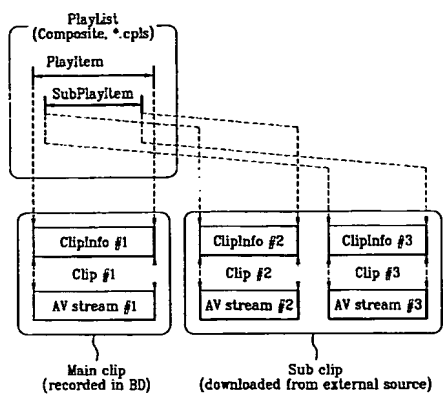 PlayList
(Composite, *.cpls)
PlayItem
SubPlayItem
ClipInfo #1
Clip #1
AV stream #1
ClipInfo #2
Clip #2
AV stream #2
ClipInfo #3
Clip #3
AV stream #3
Main clip
(recorded in BD)
Sub clip
(downloaded from external source)